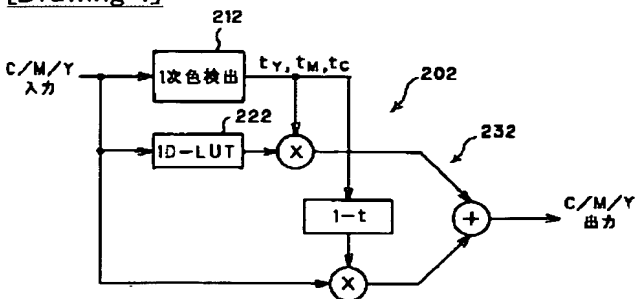 [Drawing 4]
212
C/M/Y
入力
1次色検出
tY, tM, tC
202
222
1D-LUT
X
232
1-t
+
C/M/Y
出力
X